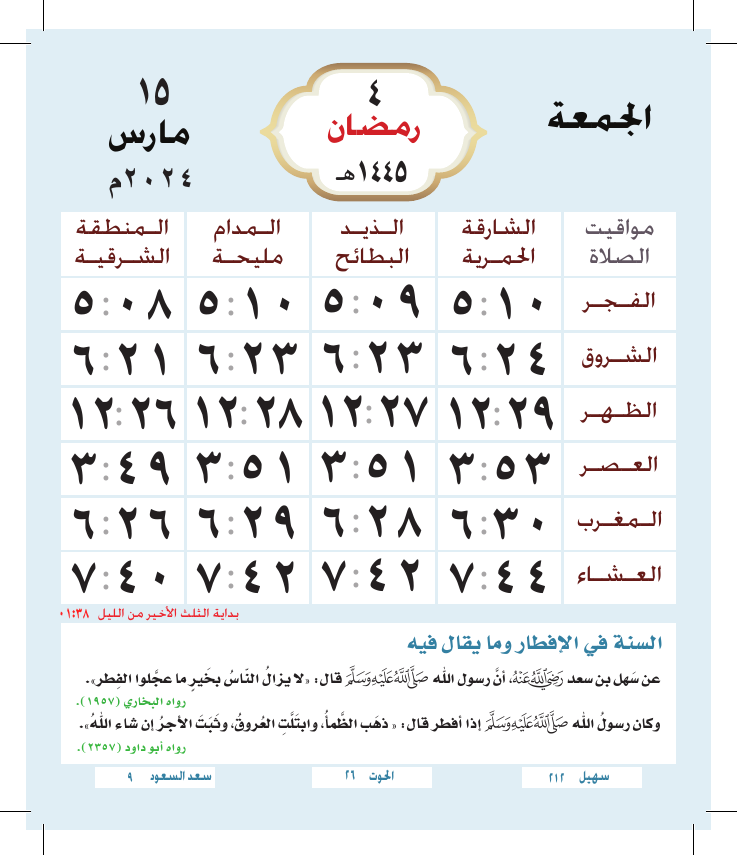 الجمعة
٤
رمضان
١٤٤٥هـ
١٥
مارس
٢٠٢٤م
مواقيت الصلاة | الشارقة الحمرية | الذيد البطائح | المدام مليحة | المنطقة الشرقية
الفجر ٥:١٠ ٥:٠٩ ٥:١٠ ٥:٠٨
الشروق ٦:٢٤ ٦:٢٣ ٦:٢٣ ٦:٢١
الظهر ١٢:٢٩ ١٢:٢٧ ١٢:٢٨ ١٢:٢٦
العصر ٣:٥٣ ٣:٥١ ٣:٥١ ٣:٤٩
المغرب ٦:٣٠ ٦:٢٨ ٦:٢٩ ٦:٢٦
العشاء ٧:٤٤ ٧:٤٢ ٧:٤٢ ٧:٤٠
بداية الثلث الأخير من الليل ٠١:٣٨
السنة في الإفطار وما يقال فيه
عن سَهل بن سعد رَضِيَ اللَّهُ عَنْهُ، أنَّ رسول الله صَلَّى اللَّهُ عَلَيْهِ وَسَلَّمَ قال: «لا يزالُ النّاسُ بخَيرٍ ما عجَّلوا الفِطر».
رواه البخاري (١٩٥٧).
وكان رسولُ الله صَلَّى اللَّهُ عَلَيْهِ وَسَلَّمَ إذا أفطر قال: «ذهَب الظَّمأُ، وابتَلَّتِ العُروقُ، وثَبَتَ الأجرُ إن شاء اللهُ».
رواه أبو داود (٢٣٥٧).
سهيل ٢١٢
الحوت ٢٦
سعد السعود ٩